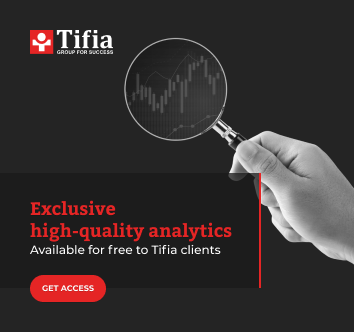 Tifia
GROUP FOR SUCCESS
Exclusive
high-quality analytics
Available for free to Tifia clients
GET ACCESS